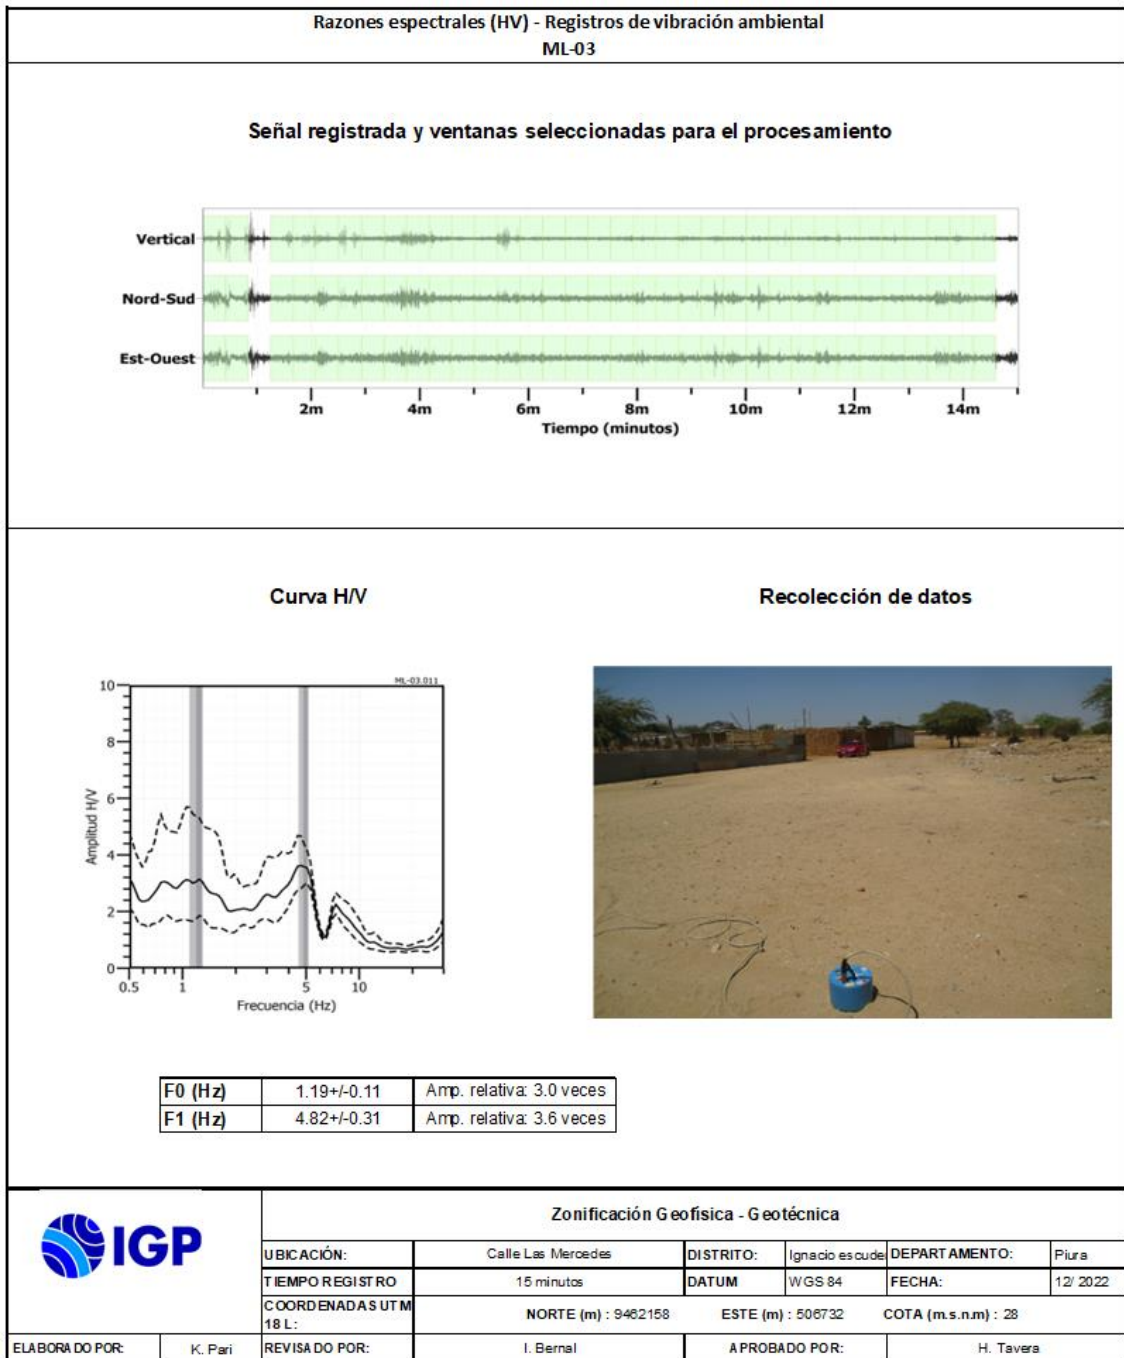 Razones espectrales (HV) - Registros de vibración ambiental
ML-03
Señal registrada y ventanas seleccionadas para el procesamiento
Vertical
Nord-Sud
Est-Ouest
2m 4m 6m 8m 10m 12m 14m
Tiempo (minutos)
Curva H/V
Recolección de datos
ML-03.011
10
8
6
4
2
0
Amplitud H/V
0.5 1 5 10
Frecuencia (Hz)
F0 (Hz) 1.19+/-0.11 Amp. relativa: 3.0 veces
F1 (Hz) 4.82+/-0.31 Amp. relativa: 3.6 veces
IGP
Zonificación Geofísica - Geotécnica
UBICACIÓN: Calle Las Mercedes DISTRITO: Ignacio escude DEPARTAMENTO: Piura
TIEMPO REGISTRO 15 minutos DATUM WGS 84 FECHA: 12/ 2022
COORDENADAS UTM
18 L: NORTE (m) : 9462158 ESTE (m) : 506732 COTA (m.s.n.m) : 28
ELABORADO POR: K. Pari REVISADO POR: I. Bernal APROBADO POR: H. Tavera